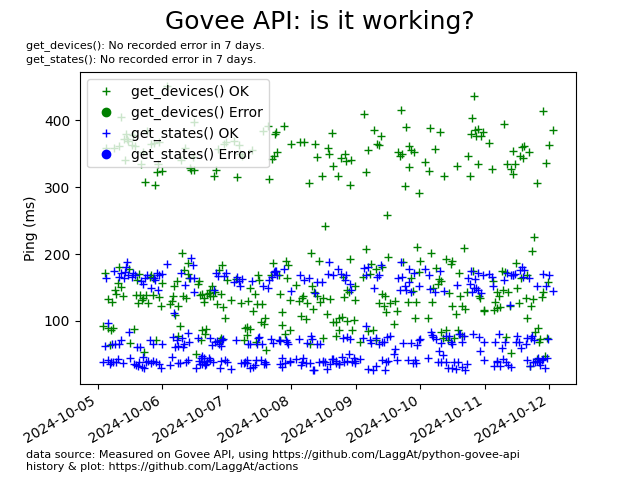 Govee API: is it working?
get_devices(): No recorded error in 7 days.
get_states(): No recorded error in 7 days.
get_devices() OK
get_devices() Error
get_states() OK
get_states() Error
400
300
200
100
Ping (ms)
2024-10-05
2024-10-06
2024-10-07
2024-10-08
2024-10-09
2024-10-10
2024-10-11
2024-10-12
data source: Measured on Govee API, using https://github.com/LaggAt/python-govee-api
history & plot: https://github.com/LaggAt/actions